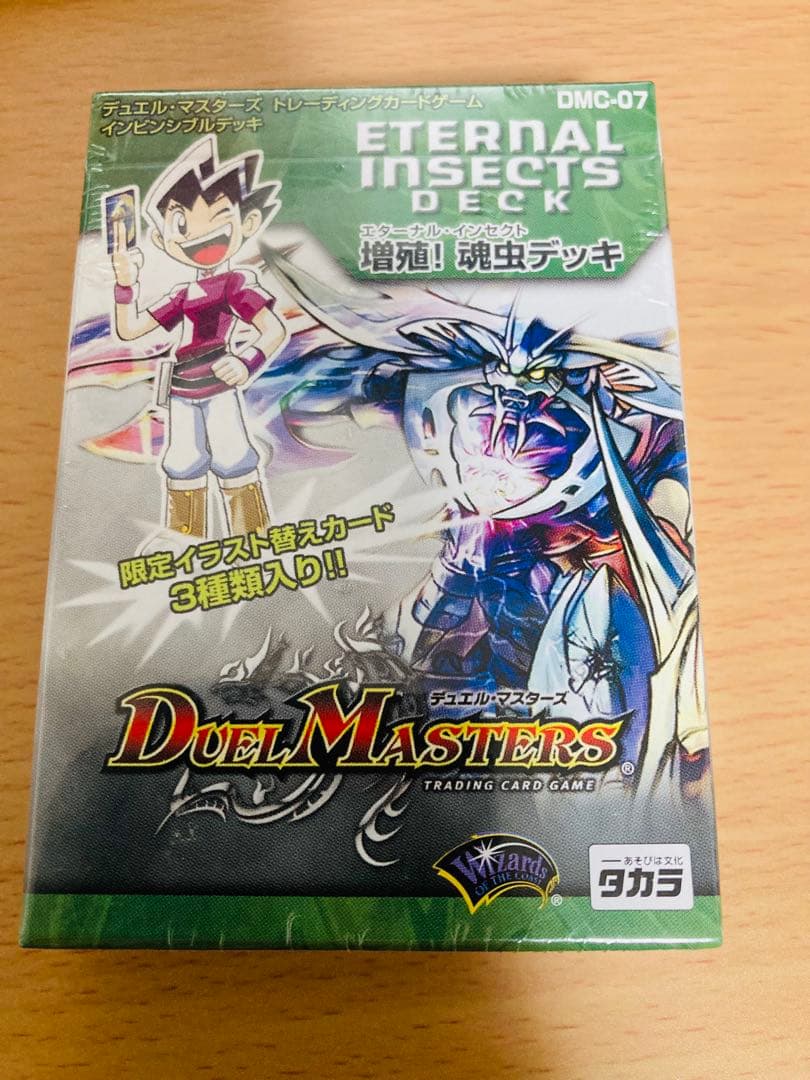 デュエル・マスターズ トレーディングカードゲーム
インビンシブルデッキ
DMC-07
ETERNAL
INSECTS
DECK
エターナル・インセクト
増殖! 魂虫デッキ
限定イラスト替えカード
3種類入り!!
デュエル・マスターズ
DUEL MASTERS®
TRADING CARD GAME
Wizards
OF THE COAST®
あそびは文化
タカラ